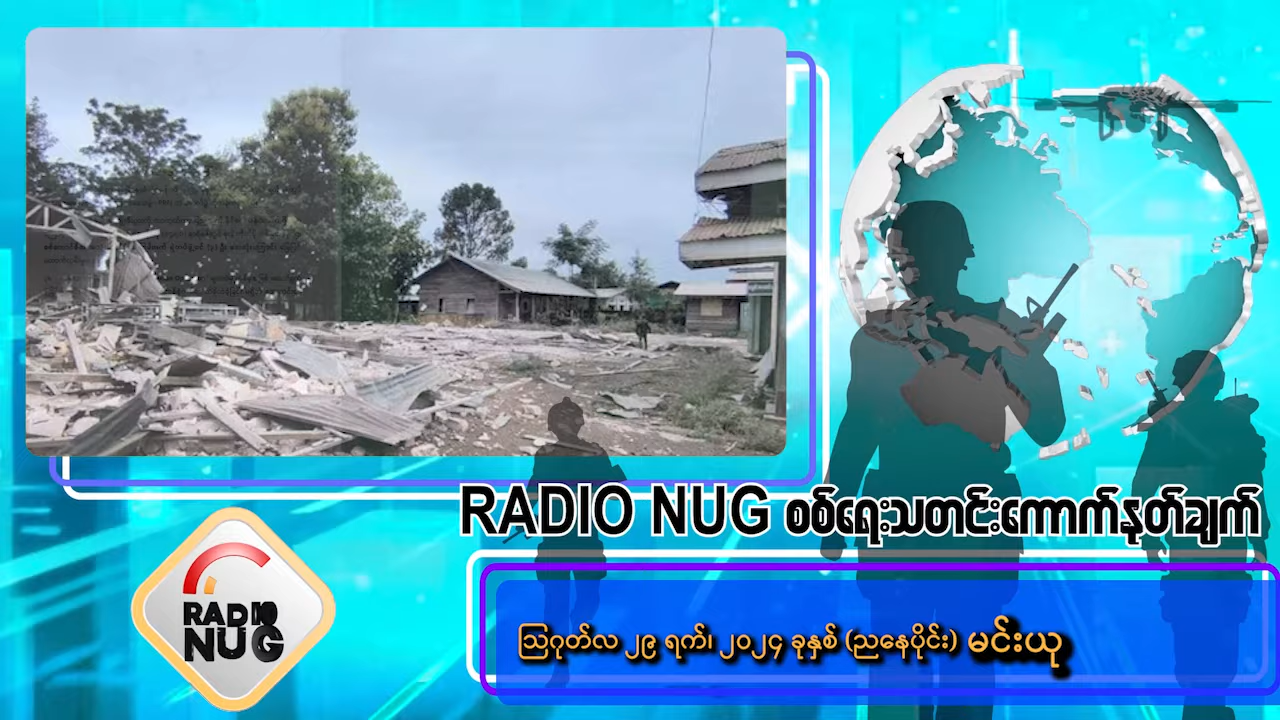 RADIO NUG စစ်ရေးသတင်းကောက်နုတ်ချက်
RADIO
NUG
ဩဂုတ်လ ၂၉ ရက်၊ ၂၀၂၄ ခုနှစ် (ညနေပိုင်း) မင်းယု